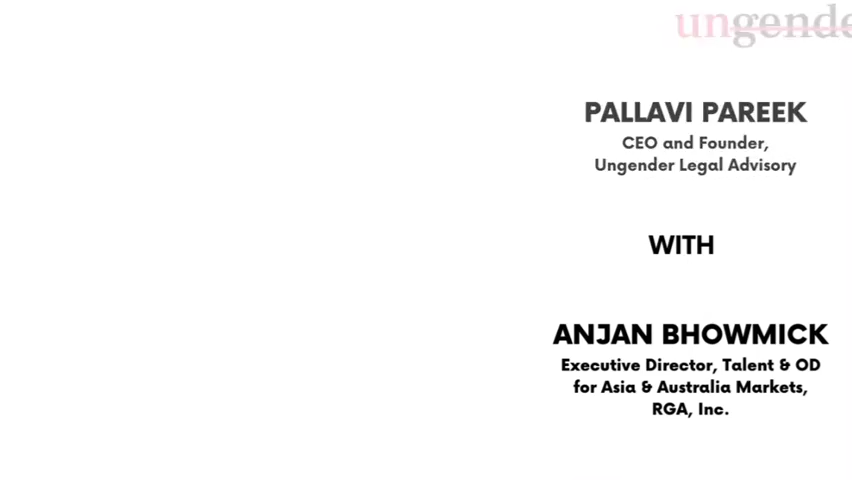 ungende
PALLAVI PAREEK
CEO and Founder,
Ungender Legal Advisory
WITH
ANJAN BHOWMICK
Executive Director, Talent & OD
for Asia & Australia Markets,
RGA, Inc.